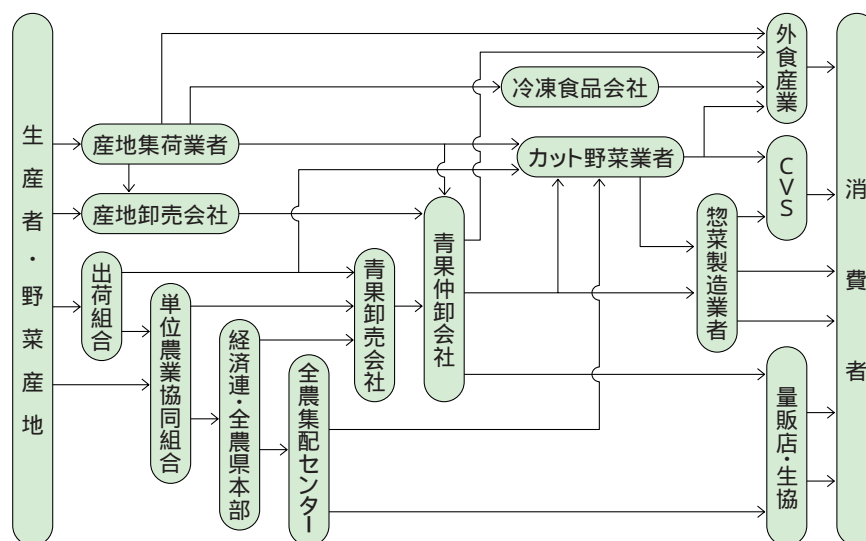 生産者・野菜産地
産地集荷業者
産地卸売会社
出荷組合
単位農業協同組合
経済連・全農県本部
全農集配センター
青果卸売会社
青果仲卸会社
冷凍食品会社
カット野菜業者
惣菜製造業者
外食産業
CVS
量販店・生協
消費者